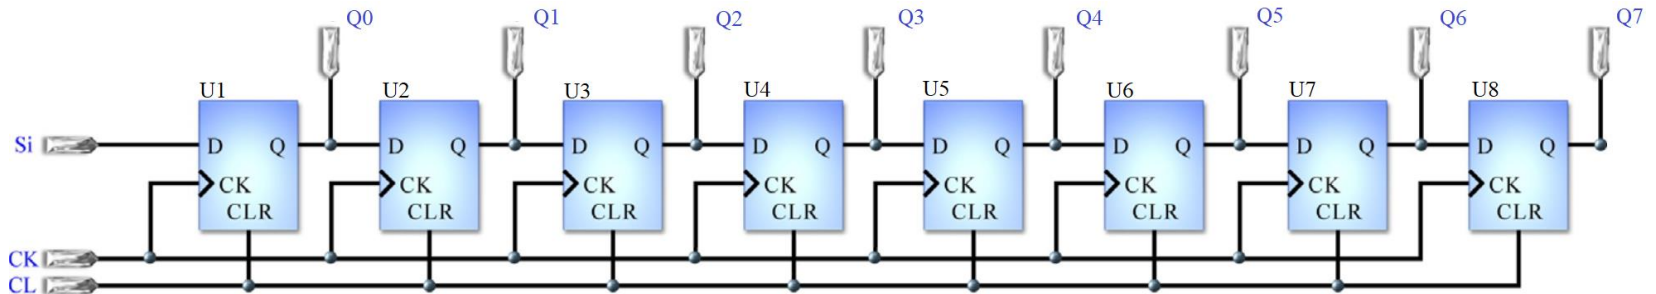 Q0 Q1 Q2 Q3 Q4 Q5 Q6 Q7
U1 U2 U3 U4 U5 U6 U7 U8
Si D Q D Q D Q D Q D Q D Q D Q D Q
CK CK CK CK CK CK CK CK
CLR CLR CLR CLR CLR CLR CLR CLR
CK
CL